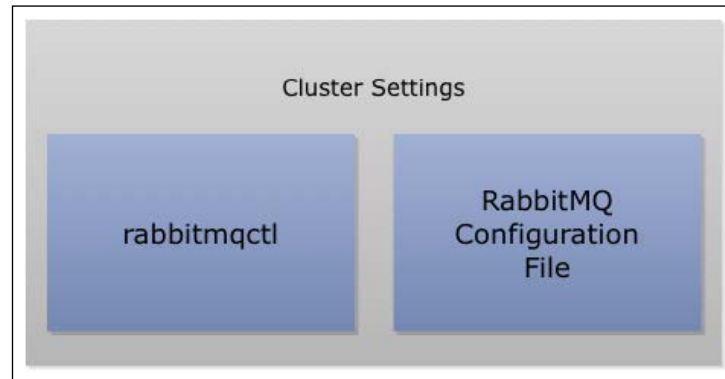 Cluster Settings
rabbitmqctl
RabbitMQ
Configuration
File